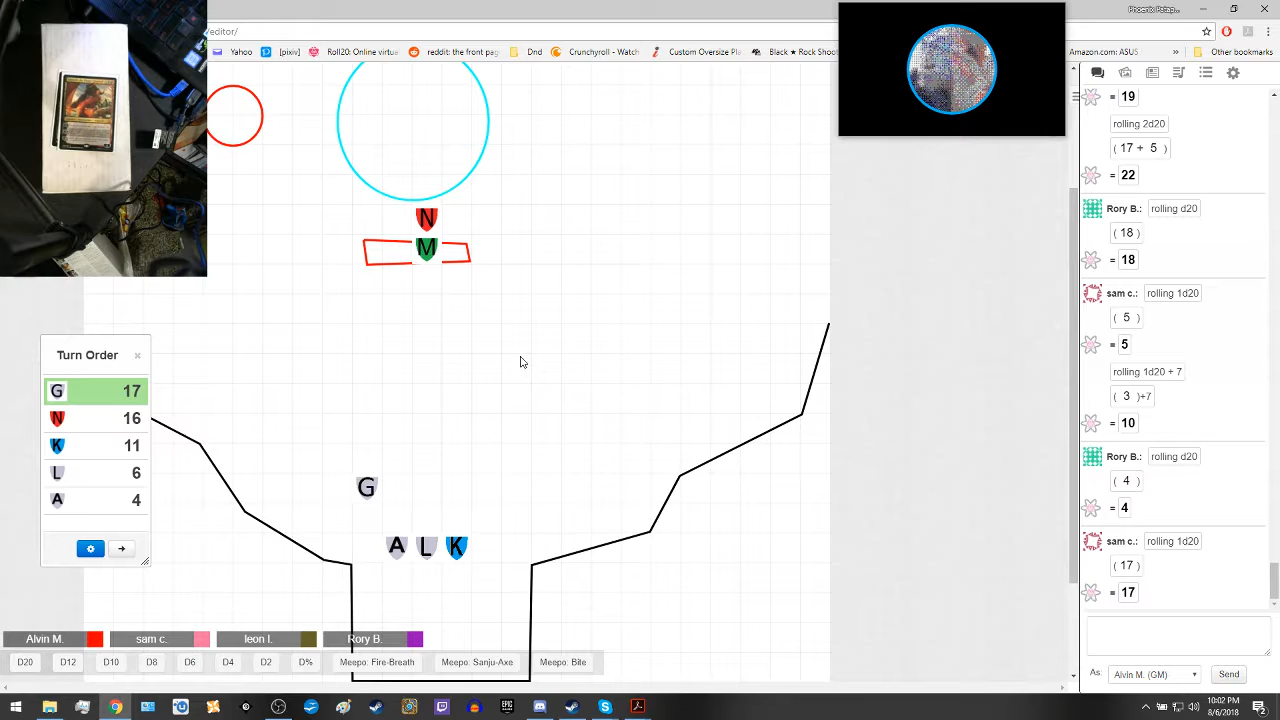 Phoenix Potpo...
editor/
Yahoo
[pixiv]
Roll20: Online virtua
reddit: the front pag
Dnd
Crunchyroll - Watch
Custom Oversize Pla
Black ★ Rock Shoot
Amazon.com ASUS
»
Other bookmarks
= 19
rolling 2d20
( 17 + 5 )
= 22
Rory B.: rolling d20
( 18 )
= 18
sam c.: rolling 1d20
( 5 )
= 5
rolling 1d20 + 7
( 3 )+7
= 10
Rory B.: rolling d20
( 4 )
= 4
sam c.: rolling 1d20
( 17 )
= 17
N
M
Turn Order ×
G 17
N 16
K 11
L 6
A 4
G
A L K
Alvin M.
sam c.
leon l.
Rory B.
D20 D12 D10 D8 D6 D4 D2 D% Meepo: Fire-Breath Meepo: Sanju-Axe Meepo: Bite
As: Alvin M. (GM) Send
EPIC
10:02 PM
8/6/2018